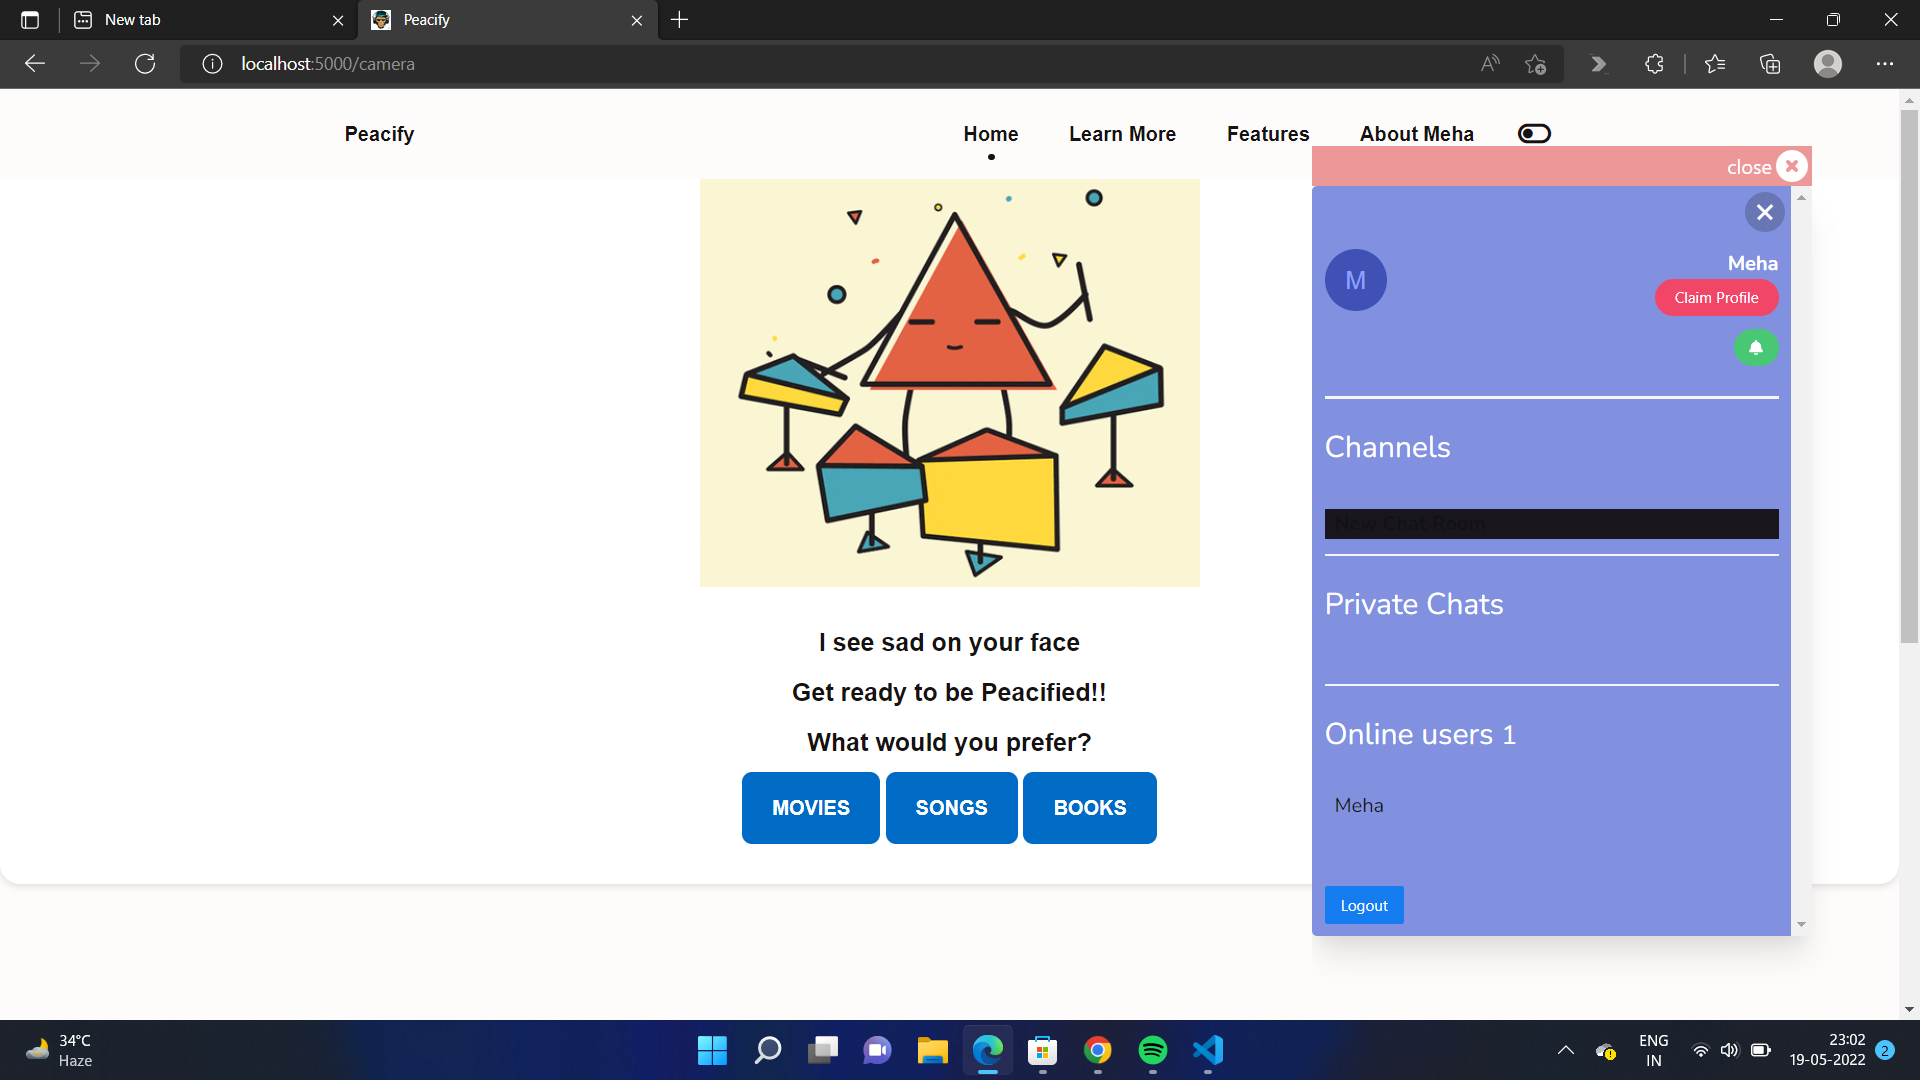 New tab
Peacify
localhost:5000/camera
Peacify
Home
Learn More
Features
About Meha
close
M
Meha
Claim Profile
Channels
New Chat Room
Private Chats
Online users 1
Meha
Logout
I see sad on your face
Get ready to be Peacified!!
What would you prefer?
MOVIES
SONGS
BOOKS
34°C
Haze
ENG
IN
23:02
19-05-2022
2